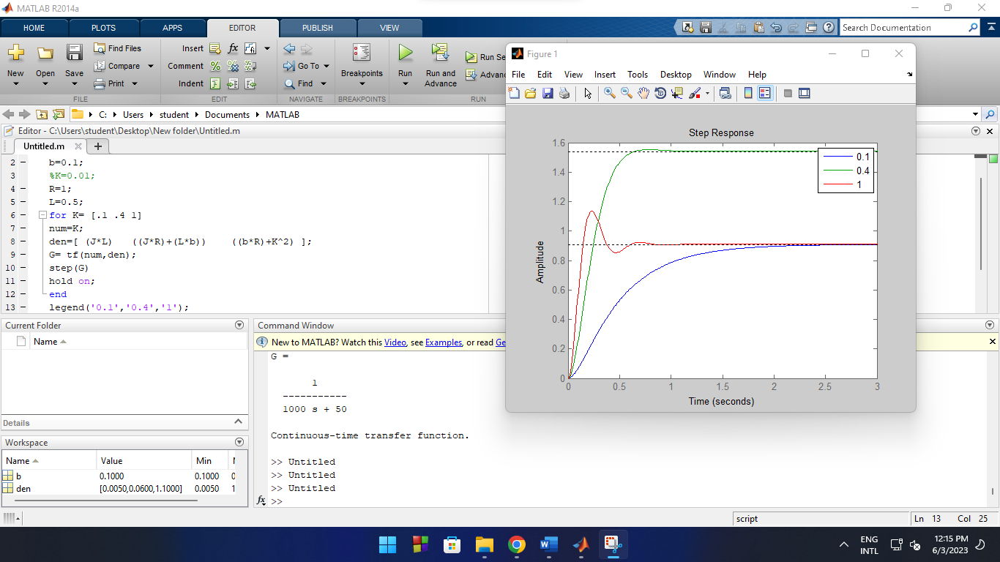 MATLAB R2014a
HOME PLOTS APPS EDITOR PUBLISH VIEW
Search Documentation
New Open Save
Find Files
Compare
Print
FILE
Insert fx
Comment
Indent
EDIT
Go To
Find
NAVIGATE
Breakpoints
BREAKPOINTS
Run
Run and
Advance
Run Se
Advanc
RUN
C: Users student Documents MATLAB
Editor - C:\Users\student\Desktop\New folder\Untitled.m
Untitled.m
2 b=0.1;
3 %K=0.01;
4 R=1;
5 L=0.5;
6 for K= [.1 .4 1]
7 num=K;
8 den=[ (J*L) ((J*R)+(L*b)) ((b*R)+K^2) ];
9 G= tf(num,den);
10 step(G)
11 hold on;
12 end
13 legend('0.1','0.4','1');
Figure 1
File Edit View Insert Tools Desktop Window Help
Step Response
Amplitude
1.6
1.4
1.2
1
0.8
0.6
0.4
0.2
0
0 0.5 1 1.5 2 2.5 3
Time (seconds)
0.1
0.4
1
Current Folder
Name
Details
Workspace
Name Value Min
b 0.1000 0.1000
den [0.0050,0.0600,1.1000] 0.0050
Command Window
New to MATLAB? Watch this Video, see Examples, or read Ge
G =
1
-----------
1000 s + 50
Continuous-time transfer function.
>> Untitled
>> Untitled
>> Untitled
fx >>
script Ln 13 Col 25
ENG
INTL
12:15 PM
6/3/2023